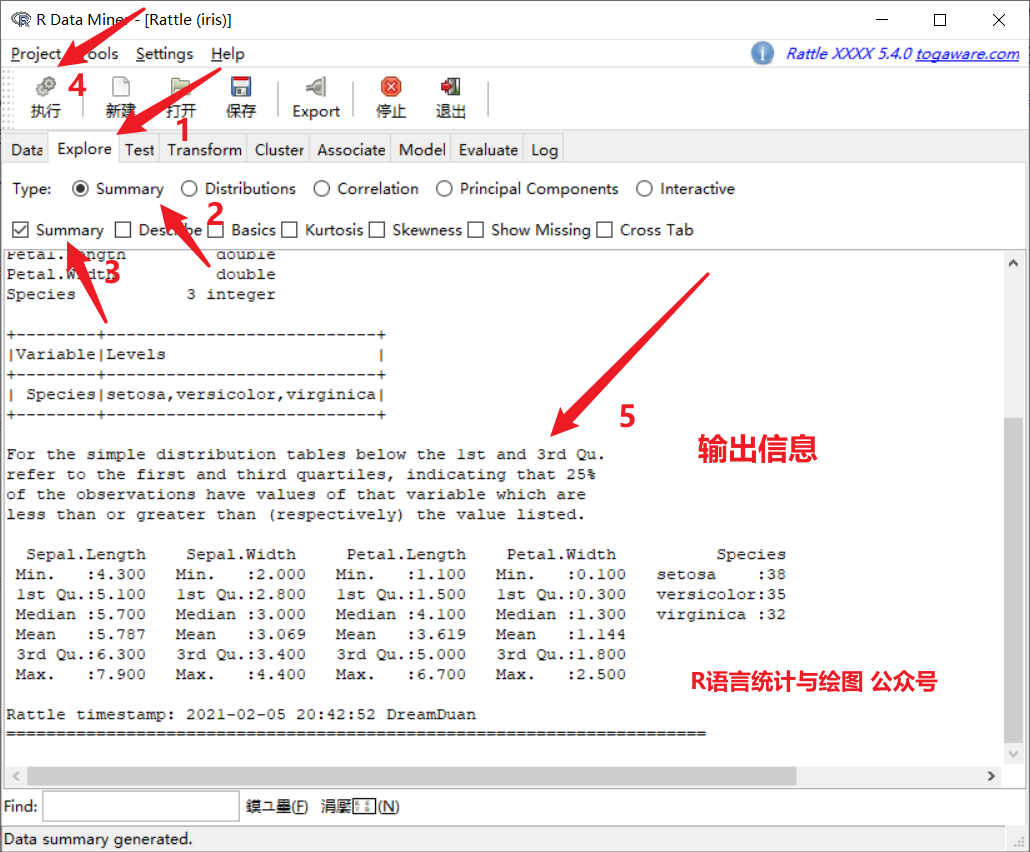 R Data Miner - [Rattle (iris)]
Project Tools Settings Help Rattle XXXX 5.4.0 togaware.com
执行 4 新建 打开 保存 Export 停止 退出
1
Data Explore Test Transform Cluster Associate Model Evaluate Log
Type: Summary Distributions Correlation Principal Components Interactive
2
Summary Describe Basics Kurtosis Skewness Show Missing Cross Tab
3
Petal.Length double
Petal.Width double
Species 3 integer
+--------+---------------------------+
|Variable|Levels |
+--------+---------------------------+
| Species|setosa,versicolor,virginica|
+--------+---------------------------+
5
输出信息
For the simple distribution tables below the 1st and 3rd Qu.
refer to the first and third quartiles, indicating that 25%
of the observations have values of that variable which are
less than or greater than (respectively) the value listed.
Sepal.Length Sepal.Width Petal.Length Petal.Width Species
Min. :4.300 Min. :2.000 Min. :1.100 Min. :0.100 setosa :38
1st Qu.:5.100 1st Qu.:2.800 1st Qu.:1.500 1st Qu.:0.300 versicolor:35
Median :5.700 Median :3.000 Median :4.100 Median :1.300 virginica :32
Mean :5.787 Mean :3.069 Mean :3.619 Mean :1.144
3rd Qu.:6.300 3rd Qu.:3.400 3rd Qu.:5.000 3rd Qu.:1.800
Max. :7.900 Max. :4.400 Max. :6.700 Max. :2.500
R语言统计与绘图 公众号
Rattle timestamp: 2021-02-05 20:42:52 DreamDuan
======================================================================
Find: (F) (N)
Data summary generated.